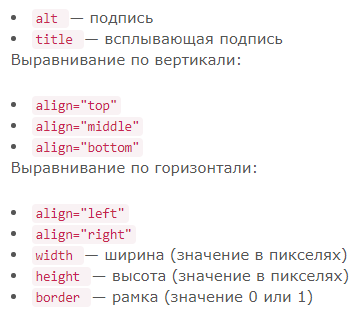 • alt — подпись
• title — всплывающая подпись
Выравнивание по вертикали:
• align="top"
• align="middle"
• align="bottom"
Выравнивание по горизонтали:
• align="left"
• align="right"
• width — ширина (значение в пикселях)
• height — высота (значение в пикселях)
• border — рамка (значение 0 или 1)